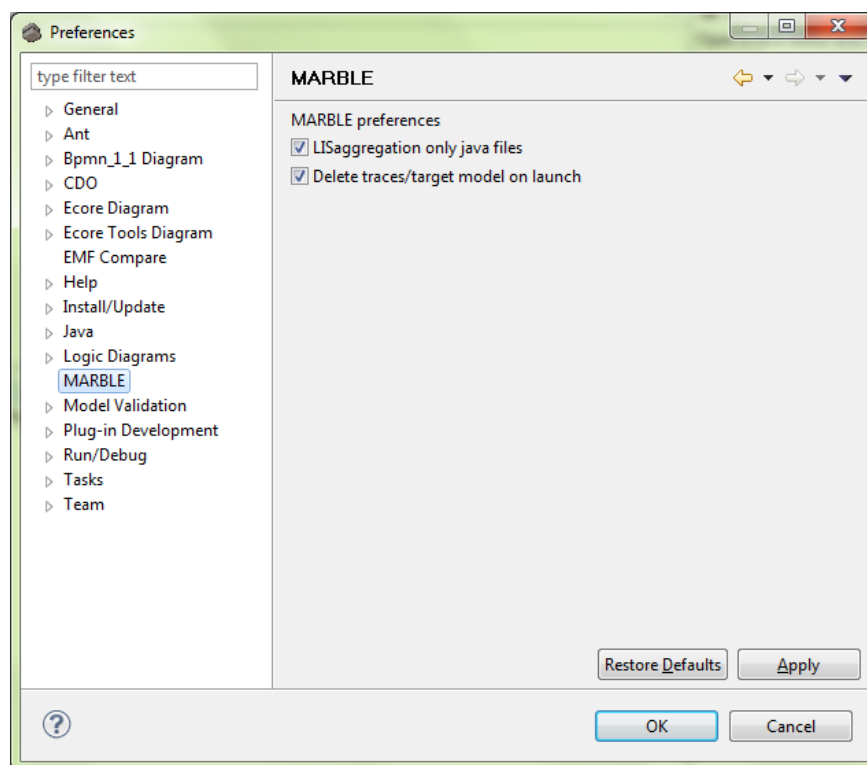 Preferences
type filter text
General
Ant
Bpmn_1_1 Diagram
CDO
Ecore Diagram
Ecore Tools Diagram
EMF Compare
Help
Install/Update
Java
Logic Diagrams
MARBLE
Model Validation
Plug-in Development
Run/Debug
Tasks
Team
MARBLE
MARBLE preferences
LISaggregation only java files
Delete traces/target model on launch
Restore Defaults Apply
? OK Cancel